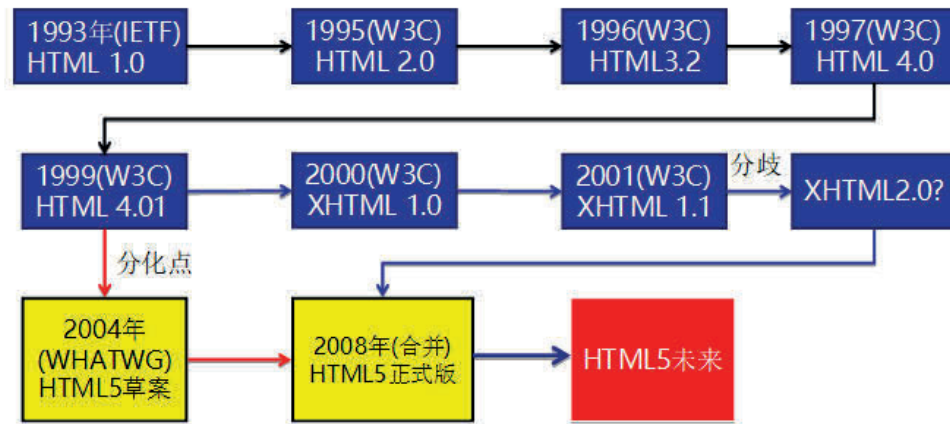 1993年(IETF)
HTML 1.0
1995(W3C)
HTML 2.0
1996(W3C)
HTML3.2
1997(W3C)
HTML 4.0
1999(W3C)
HTML 4.01
2000(W3C)
XHTML 1.0
2001(W3C)
XHTML 1.1
分歧
XHTML2.0?
分化点
2004年
(WHATWG)
HTML5草案
2008年(合并)
HTML5正式版
HTML5未来